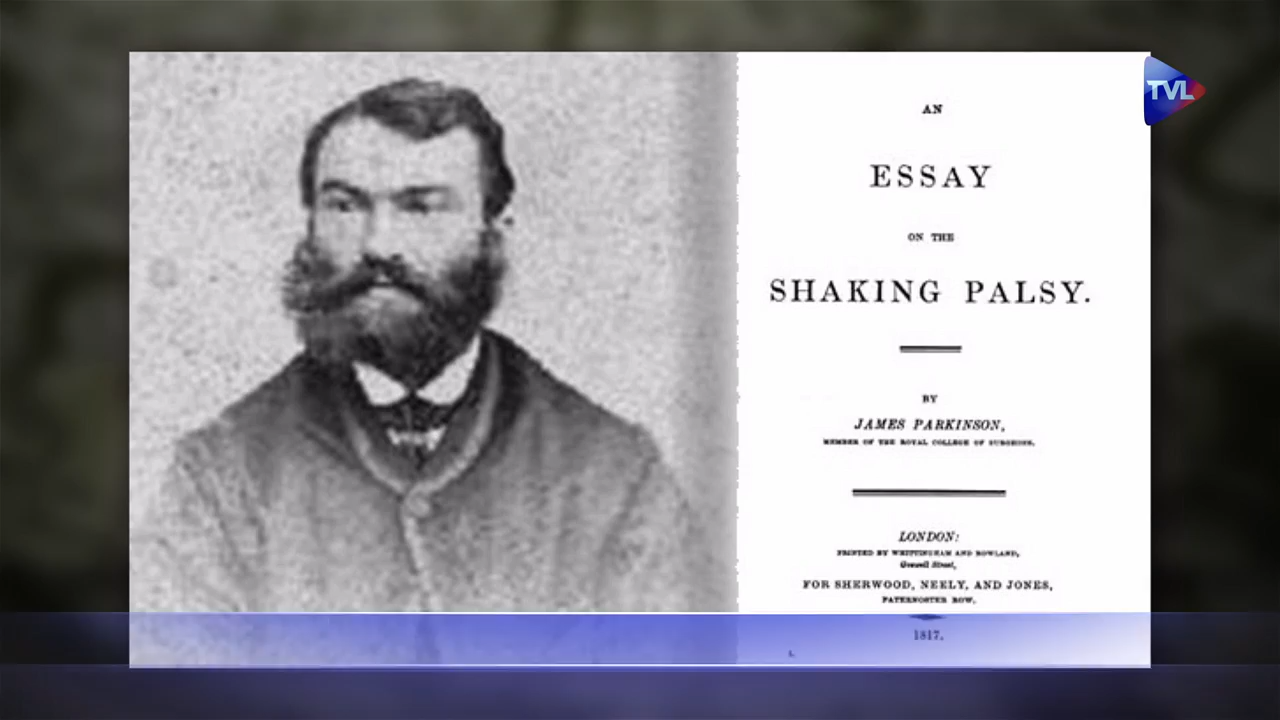 TVL
AN
ESSAY
ON THE
SHAKING PALSY.
BY
JAMES PARKINSON,
MEMBER OF THE ROYAL COLLEGE OF SURGEONS.
LONDON:
PRINTED BY WHITTINGHAM AND ROWLAND,
Goswell Street,
FOR SHERWOOD, NEELY, AND JONES,
PATERNOSTER ROW.
1817.